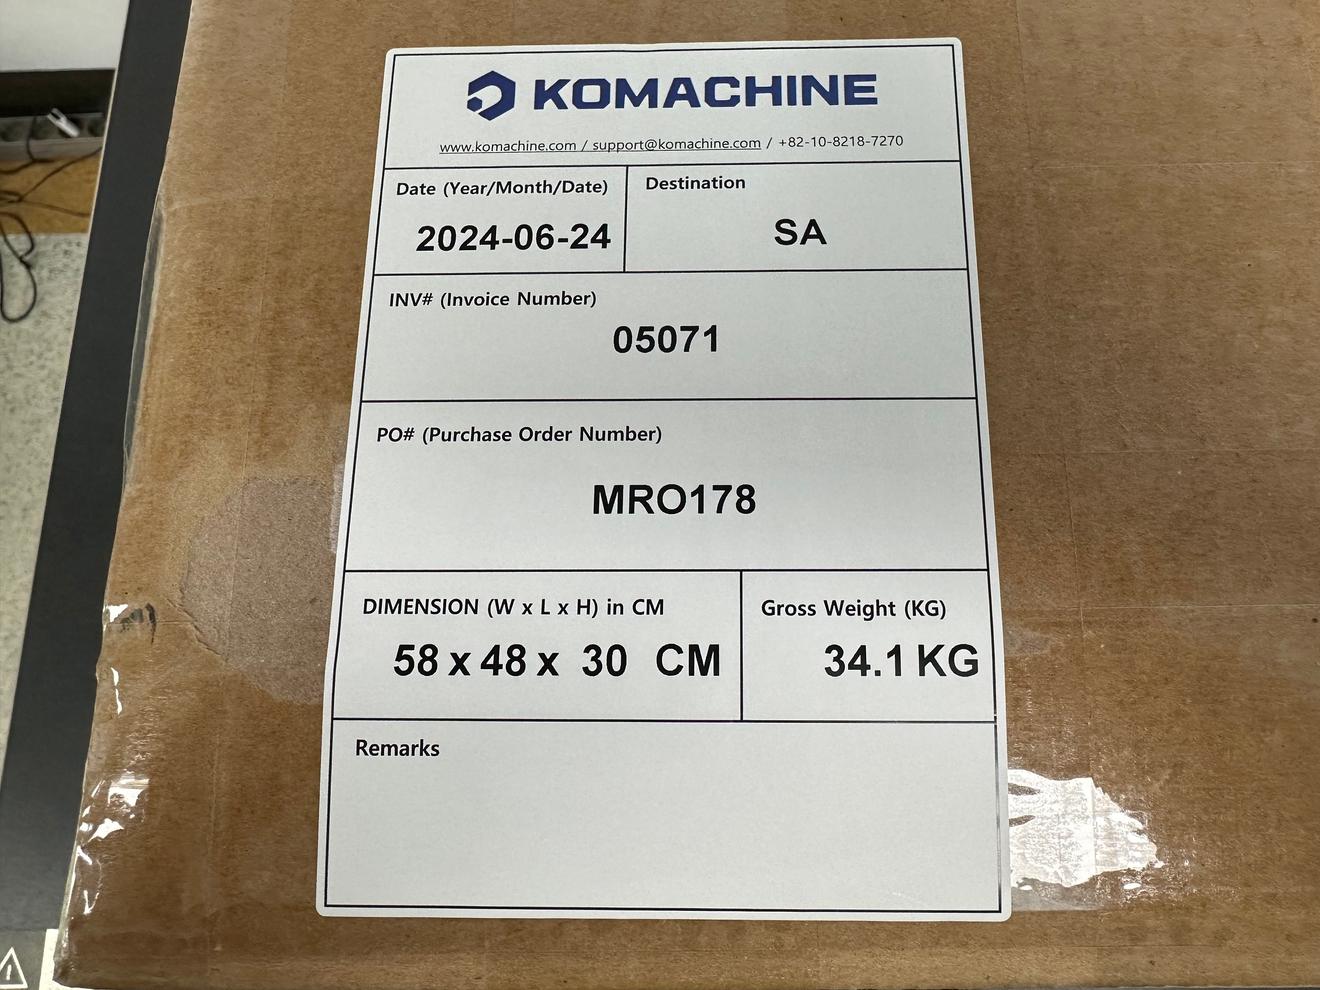 KOMACHINE
www.komachine.com / support@komachine.com / +82-10-8218-7270
Date (Year/Month/Date)
2024-06-24
Destination
SA
INV# (Invoice Number)
05071
PO# (Purchase Order Number)
MRO178
DIMENSION (W x L x H) in CM
58 x 48 x 30 CM
Gross Weight (KG)
34.1 KG
Remarks